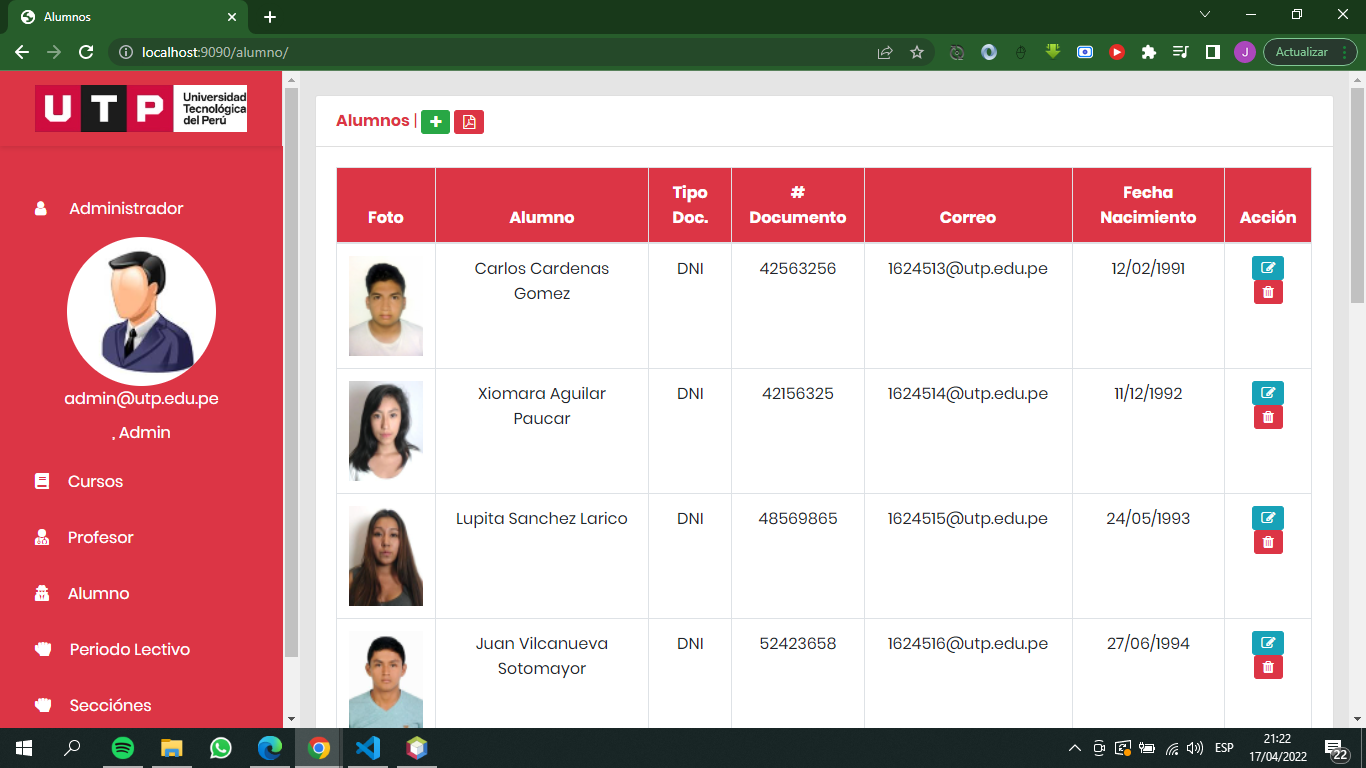 Alumnos
localhost:9090/alumno/
J
Actualizar
UTP
Universidad
Tecnológica
del Perú
Administrador
admin@utp.edu.pe
, Admin
Cursos
Profesor
Alumno
Periodo Lectivo
Secciónes
Alumnos |
Foto Alumno Tipo Doc. # Documento Correo Fecha Nacimiento Acción
Carlos Cardenas DNI 42563256 1624513@utp.edu.pe 12/02/1991
Gomez
Xiomara Aguilar DNI 42156325 1624514@utp.edu.pe 11/12/1992
Paucar
Lupita Sanchez Larico DNI 48569865 1624515@utp.edu.pe 24/05/1993
Juan Vilcanueva DNI 52423658 1624516@utp.edu.pe 27/06/1994
Sotomayor
ESP
21:22
17/04/2022
22